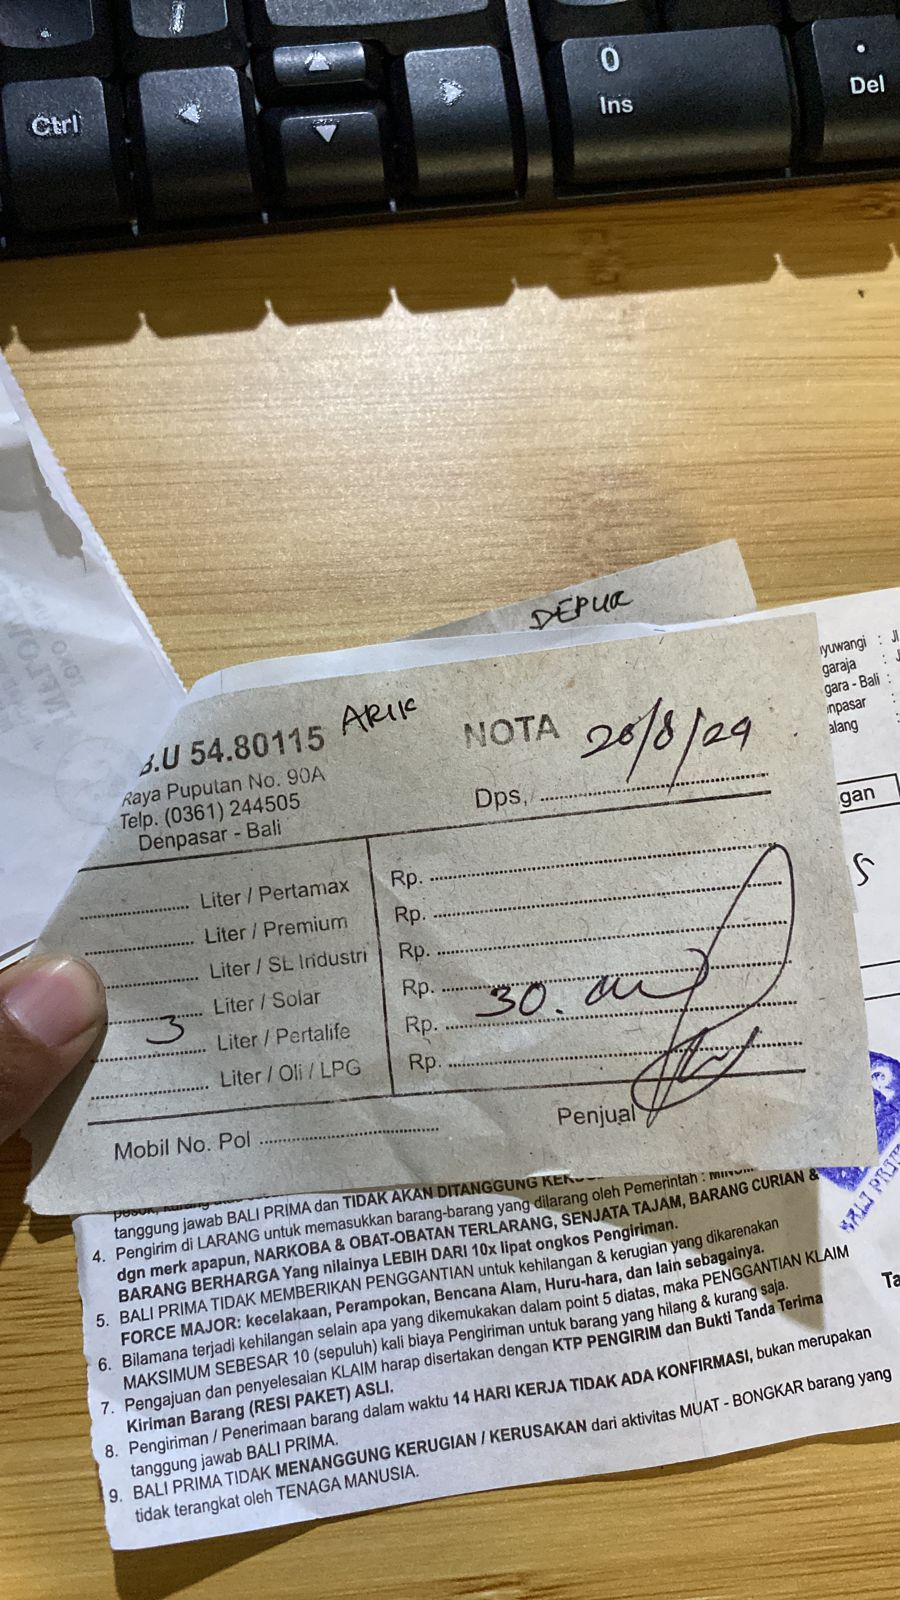 Ctrl
0
Ins
Del
DEPUR
yuwangi : Jl
garaja : J
gara - Bali :
npasar
alang
gan
S
.U 54.80115 ARIK
Raya Puputan No. 90A
Telp. (0361) 244505
Denpasar - Bali
NOTA 26/8/24
Dps, ..........
.......... Liter / Pertamax Rp. ..........
.......... Liter / Premium Rp. ..........
.......... Liter / SL Industri Rp. ..........
.......... Liter / Solar Rp. ..........
3 Liter / Pertalife Rp. 30.
.......... Liter / Oli / LPG Rp. ..........
Mobil No. Pol ..........
Penjual
tanggung jawab BALI PRIMA dan TIDAK AKAN DITANGGUNG
4. Pengirim di LARANG untuk memasukkan barang-barang yang dilarang oleh Pemerintah :
dgn merk apapun, NARKOBA & OBAT-OBATAN TERLARANG, SENJATA TAJAM, BARANG CURIAN &
BARANG BERHARGA Yang nilainya LEBIH DARI 10x lipat ongkos Pengiriman.
5. BALI PRIMA TIDAK MEMBERIKAN PENGGANTIAN untuk kehilangan & kerugian yang dikarenakan
FORCE MAJOR: kecelakaan, Perampokan, Bencana Alam, Huru-hara, dan lain sebagainya.
6. Bilamana terjadi kehilangan selain apa yang dikemukakan dalam point 5 diatas, maka PENGGANTIAN KLAIM
MAKSIMUM SEBESAR 10 (sepuluh) kali biaya Pengiriman untuk barang yang hilang & kurang saja.
7. Pengajuan dan penyelesaian KLAIM harap disertakan dengan KTP PENGIRIM dan Bukti Tanda Terima
Kiriman Barang (RESI PAKET) ASLI.
8. Pengiriman / Penerimaan barang dalam waktu 14 HARI KERJA TIDAK ADA KONFIRMASI, bukan merupakan
tanggung jawab BALI PRIMA.
9. BALI PRIMA TIDAK MENANGGUNG KERUGIAN / KERUSAKAN dari aktivitas MUAT - BONGKAR barang yang
tidak terangkat oleh TENAGA MANUSIA.
Ta